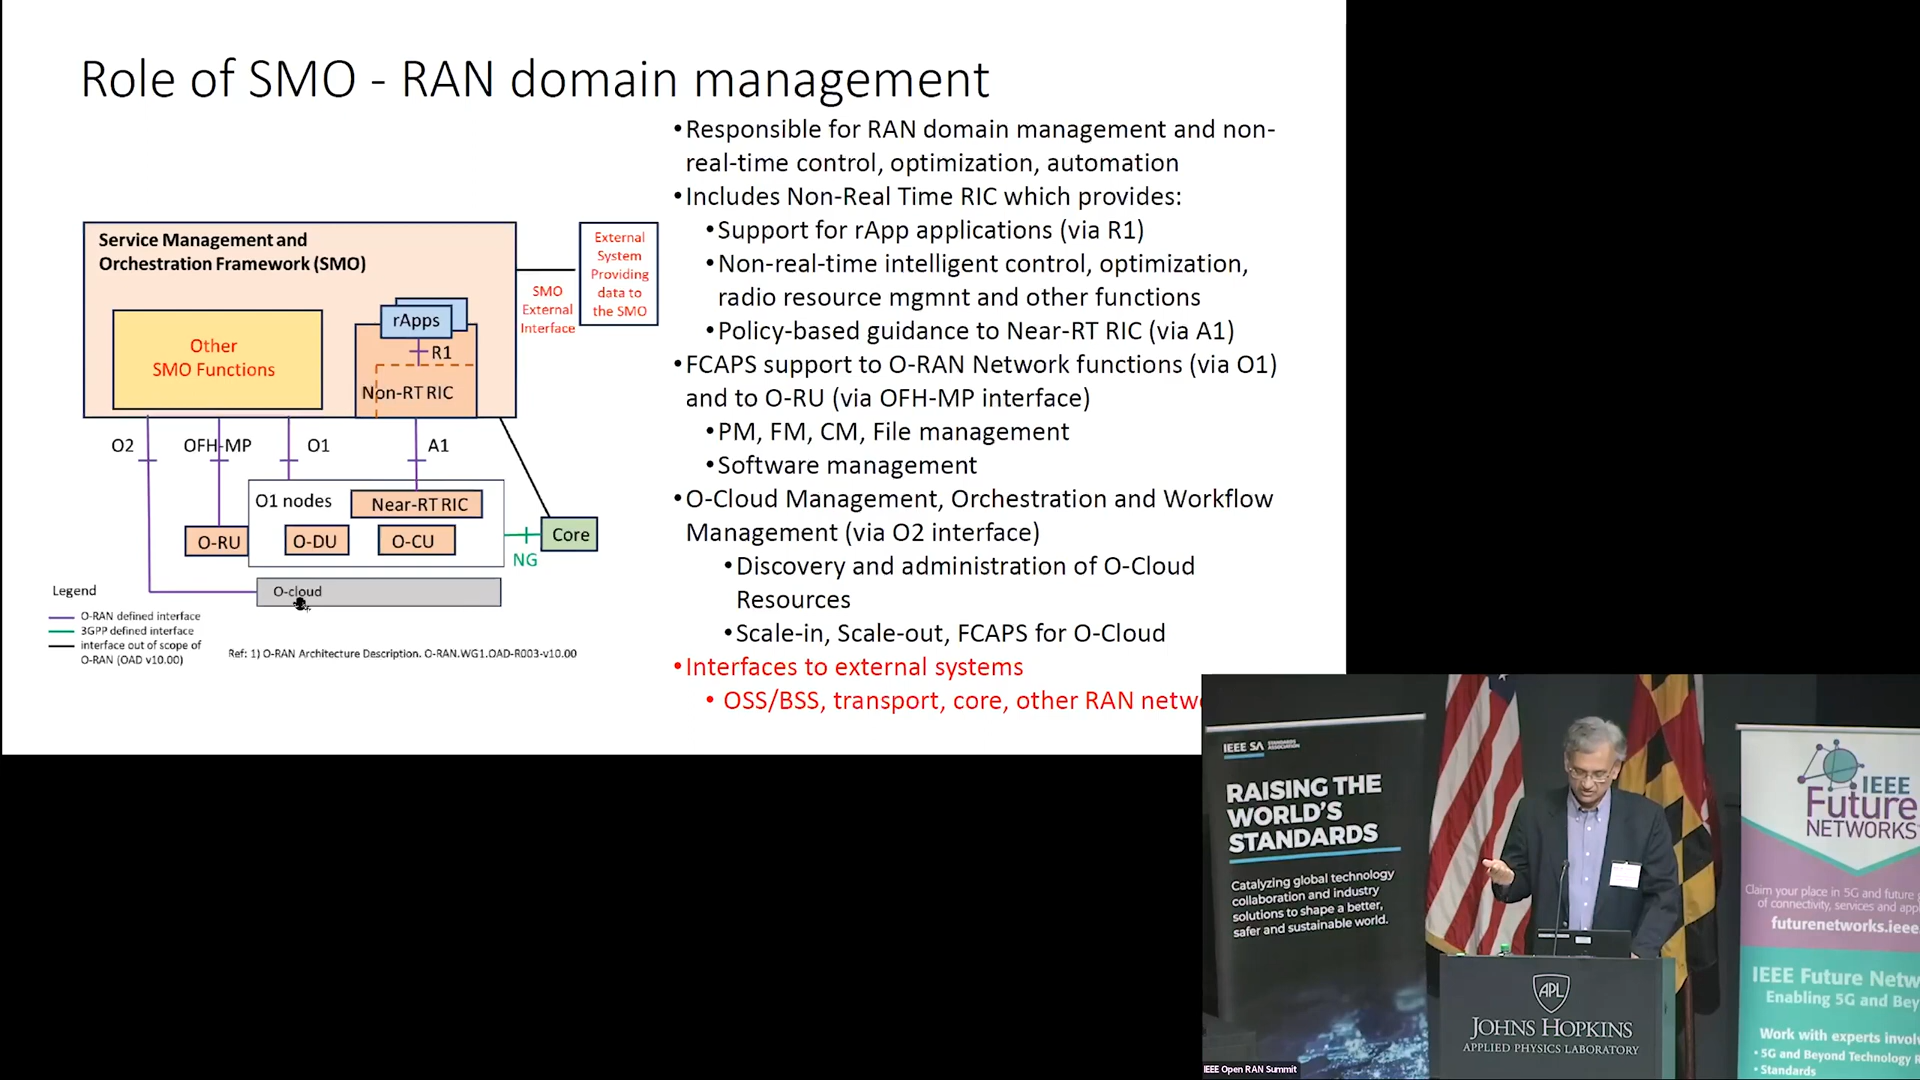 Role of SMO - RAN domain management
Service Management and
Orchestration Framework (SMO)
Other
SMO Functions
rApps
R1
Non-RT RIC
SMO
External
Interface
External
System
Providing
data to
the SMO
O2
OFH-MP
O1
A1
O1 nodes
Near-RT RIC
O-RU
O-DU
O-CU
Core
NG
O-cloud
Legend
O-RAN defined interface
3GPP defined interface
interface out of scope of
O-RAN (OAD v10.00)
Ref: 1) O-RAN Architecture Description. O-RAN.WG1.OAD-R003-v10.00
•Responsible for RAN domain management and non-
real-time control, optimization, automation
•Includes Non-Real Time RIC which provides:
•Support for rApp applications (via R1)
•Non-real-time intelligent control, optimization,
radio resource mgmnt and other functions
•Policy-based guidance to Near-RT RIC (via A1)
•FCAPS support to O-RAN Network functions (via O1)
and to O-RU (via OFH-MP interface)
•PM, FM, CM, File management
•Software management
•O-Cloud Management, Orchestration and Workflow
Management (via O2 interface)
•Discovery and administration of O-Cloud
Resources
•Scale-in, Scale-out, FCAPS for O-Cloud
•Interfaces to external systems
• OSS/BSS, transport, core, other RAN netw
IEEE SA STANDARDS ASSOCIATION
RAISING THE
WORLD'S
STANDARDS
Catalyzing global technology
collaboration and industry
solutions to shape a better,
safer and sustainable world.
APL
JOHNS HOPKINS
APPLIED PHYSICS LABORATORY
IEEE
Future
NETWORKS
Claim your place in 5G and future
of connectivity, services and app
futurenetworks.ieee.
IEEE Future Netw
Enabling 5G and Bey
Work with experts involv
• 5G and Beyond Technology R
• Standards
IEEE Open RAN Summit